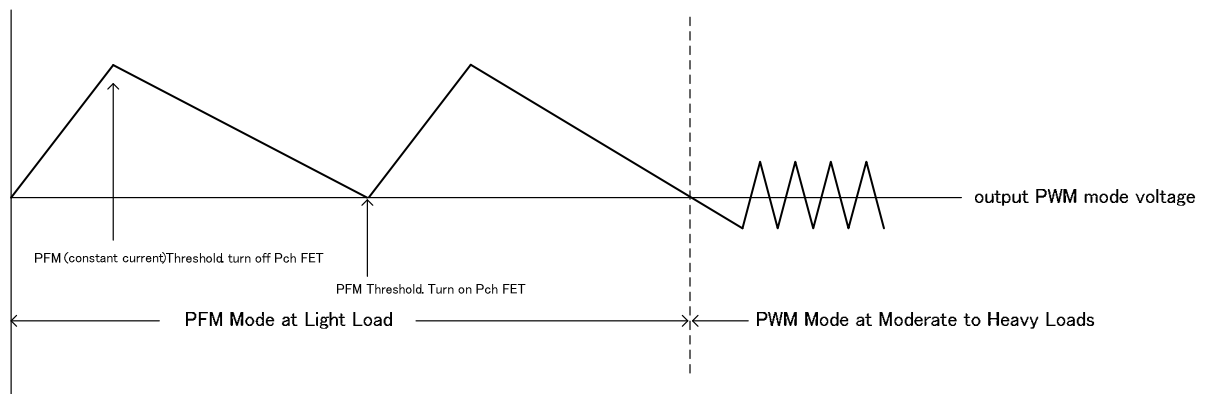 output PWM mode voltage
PFM (constant current)Threshold. turn off Pch FET
PFM Threshold. Turn on Pch FET
PFM Mode at Light Load
PWM Mode at Moderate to Heavy Loads